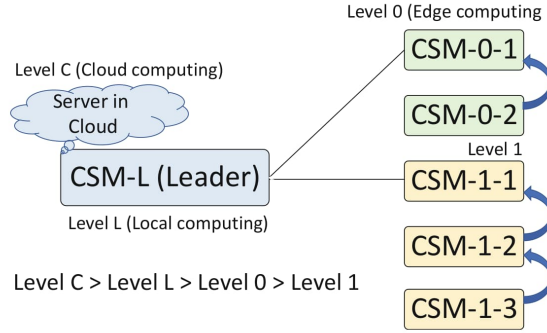 Level 0 (Edge computing
CSM-0-1
Level C (Cloud computing)
Server in
Cloud
CSM-0-2
Level 1
CSM-L (Leader)
CSM-1-1
Level L (Local computing)
CSM-1-2
Level C > Level L > Level 0 > Level 1
CSM-1-3